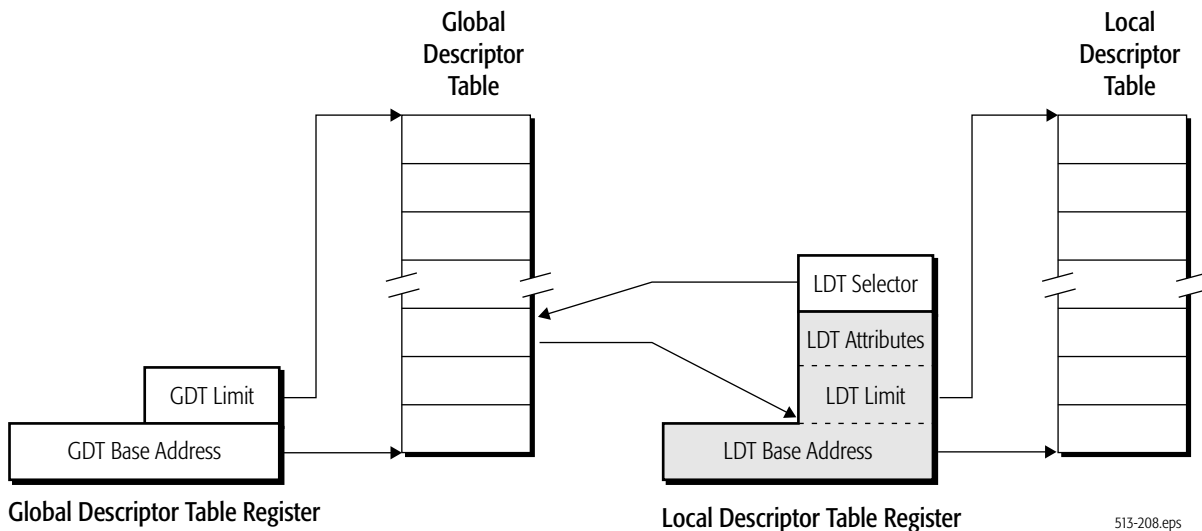 Global
Descriptor
Table
Local
Descriptor
Table
LDT Selector
LDT Attributes
GDT Limit
LDT Limit
GDT Base Address
LDT Base Address
Global Descriptor Table Register
Local Descriptor Table Register
513-208.eps